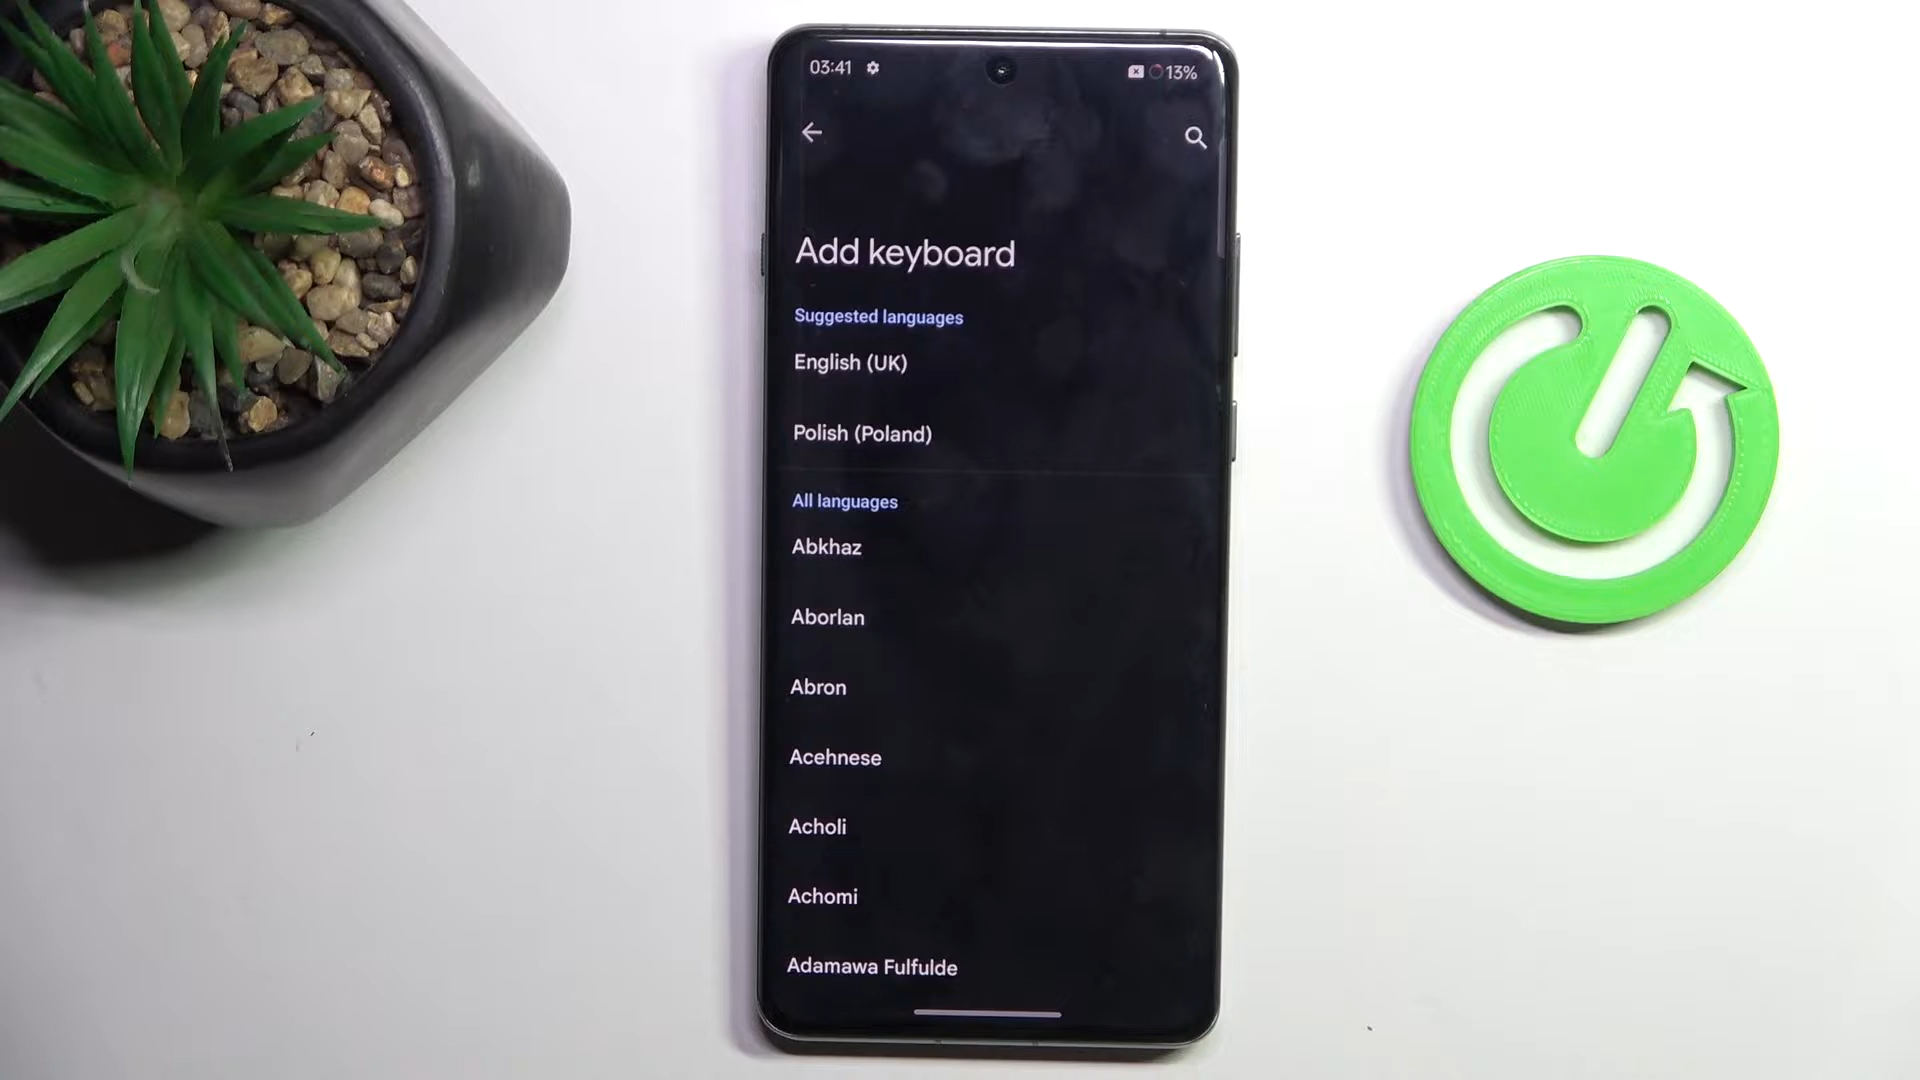 03:41 13%
Add keyboard
Suggested languages
English (UK)
Polish (Poland)
All languages
Abkhaz
Aborlan
Abron
Acehnese
Acholi
Achomi
Adamawa Fulfulde